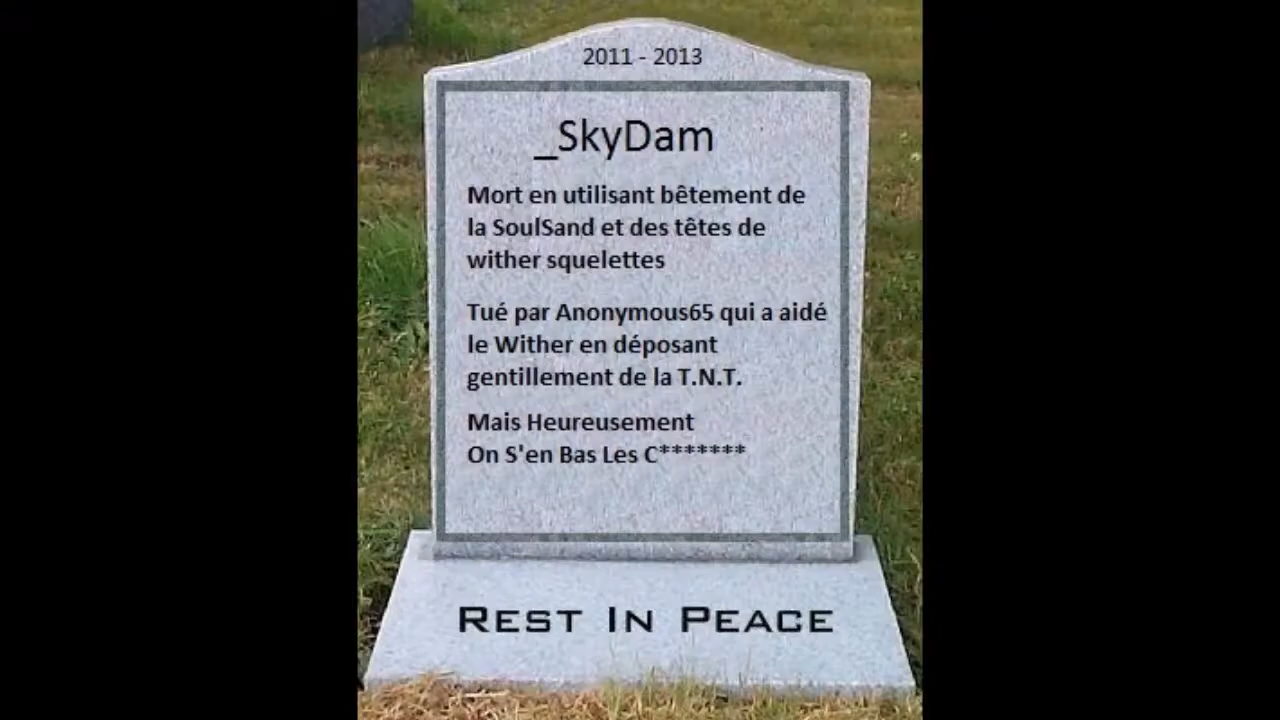 2011 - 2013
_SkyDam
Mort en utilisant bêtement de
la SoulSand et des têtes de
wither squelettes
Tué par Anonymous65 qui a aidé
le Wither en déposant
gentillement de la T.N.T.
Mais Heureusement
On S'en Bas Les C*******
REST IN PEACE